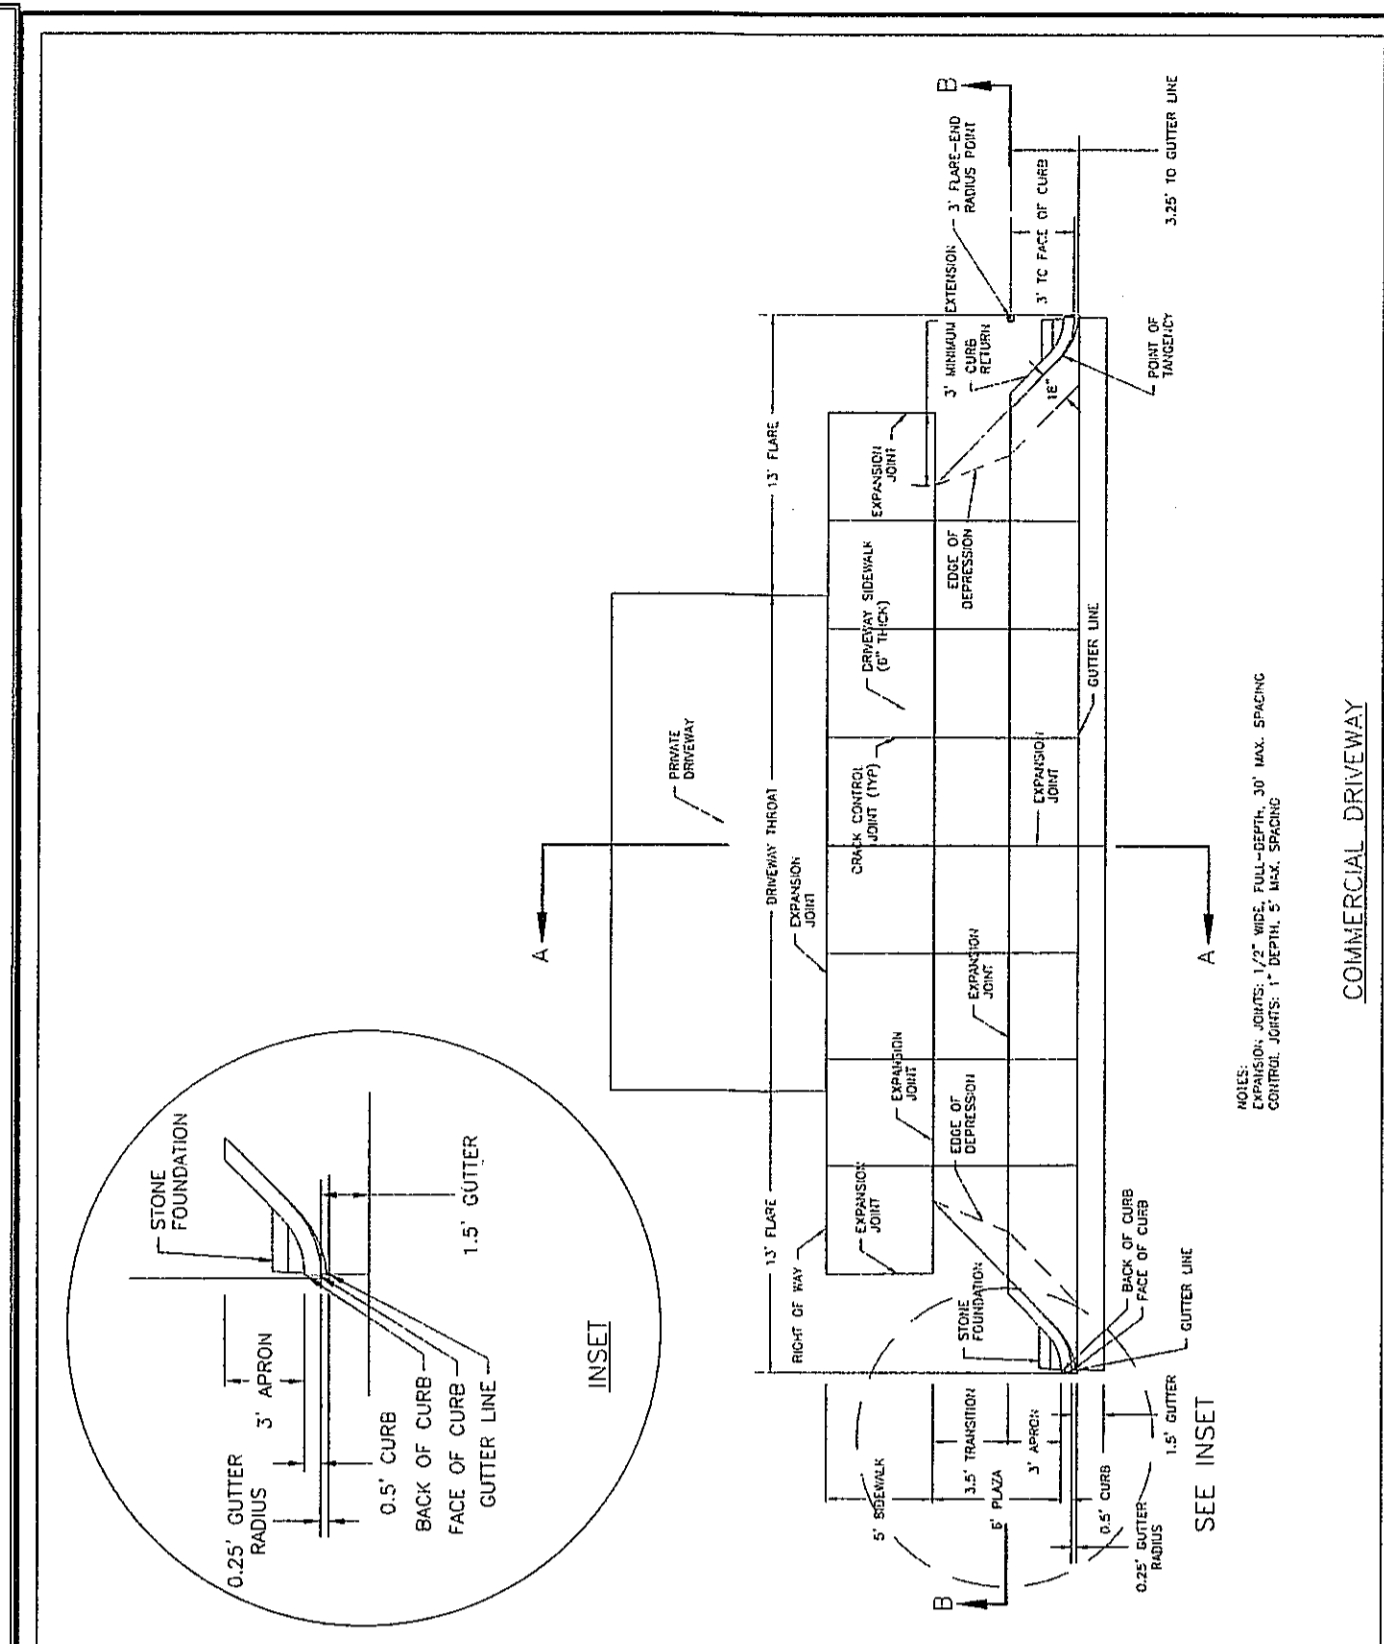 A
PRIVATE
DRIVEWAY
13' FLARE
DRIVEWAY THROAT
13' FLARE
RIGHT OF WAY
EXPANSION
JOINT
EXPANSION
JOINT
EXPANSION
JOINT
CRACK CONTROL
JOINT (TYP)
DRIVEWAY SIDEWALK
(6" THICK)
EXPANSION
JOINT
EDGE OF
DEPRESSION
EXPANSION
JOINT
EXPANSION
JOINT
EDGE OF
DEPRESSION
STONE
FOUNDATION
3' MINIMUM EXTENSION
CURB
RETURN
18"
3' FLARE-END
RADIUS POINT
B
3' TO FACE OF CURB
3.25' TO GUTTER LINE
POINT OF
TANGENCY
GUTTER LINE
BACK OF CURB
FACE OF CURB
GUTTER LINE
5' SIDEWALK
3.5' TRANSITION
6' PLAZA
3' APRON
0.5' CURB
1.5' GUTTER
0.25' GUTTER
RADIUS
B
A
SEE INSET
STONE
FOUNDATION
1.5' GUTTER
3' APRON
0.25' GUTTER
RADIUS
0.5' CURB
BACK OF CURB
FACE OF CURB
GUTTER LINE
INSET
NOTES:
EXPANSION JOINTS: 1/2" WIDE, FULL-DEPTH, 30' MAX. SPACING
CONTROL JOINTS: 1" DEPTH, 5' MAX. SPACING
COMMERCIAL DRIVEWAY